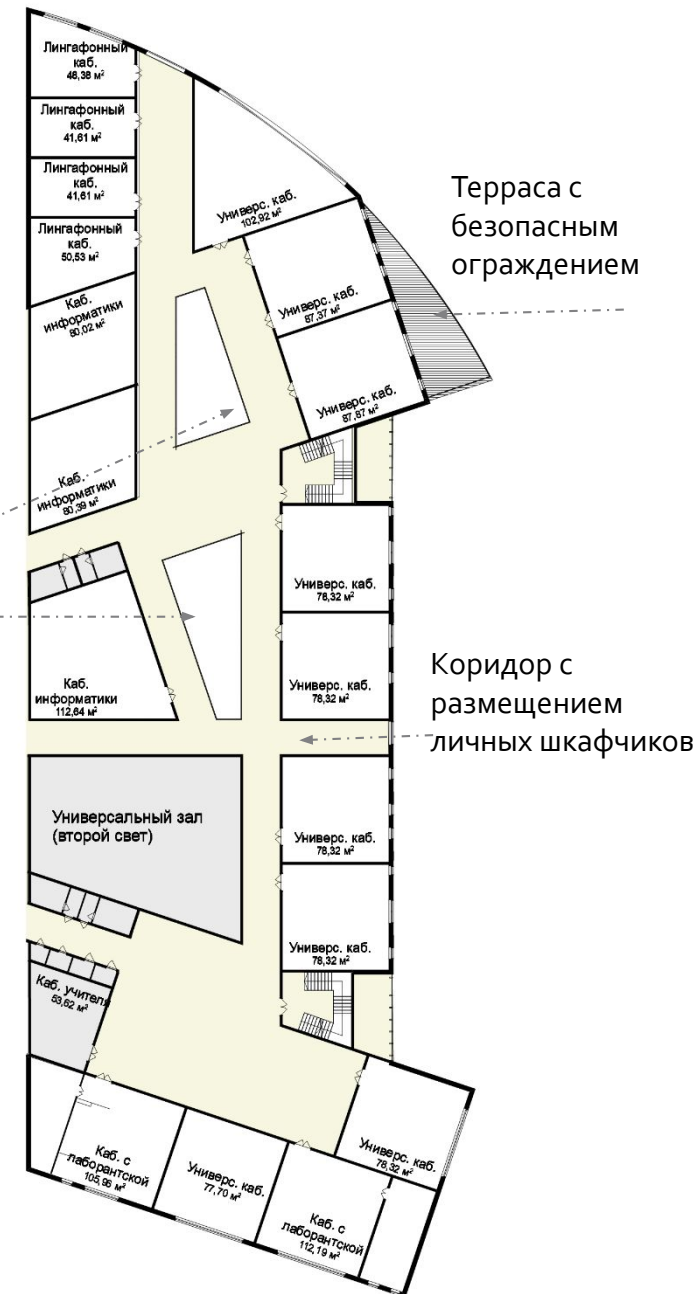 Лингафонный
каб.
48,38 м²
Лингафонный
каб.
41,61 м²
Лингафонный
каб.
41,61 м²
Лингафонный
каб.
50,53 м²
Каб.
информатики
80,02 м²
Каб.
информатики
80,39 м²
Каб.
информатики
112,64 м²
Универс. каб.
102,92 м²
Универс. каб.
87,37 м²
Универс. каб.
87,87 м²
Терраса с
безопасным
ограждением
Универс. каб.
78,32 м²
Универс. каб.
78,32 м²
Коридор с
размещением
личных шкафчиков
Универсальный зал
(второй свет)
Универс. каб.
78,32 м²
Универс. каб.
78,32 м²
Каб. учителя
53,62 м²
Каб. с
лаборантской
105,96 м²
Универс. каб.
77,70 м²
Каб. с
лаборантской
112,19 м²
Универс. каб.
78,32 м²